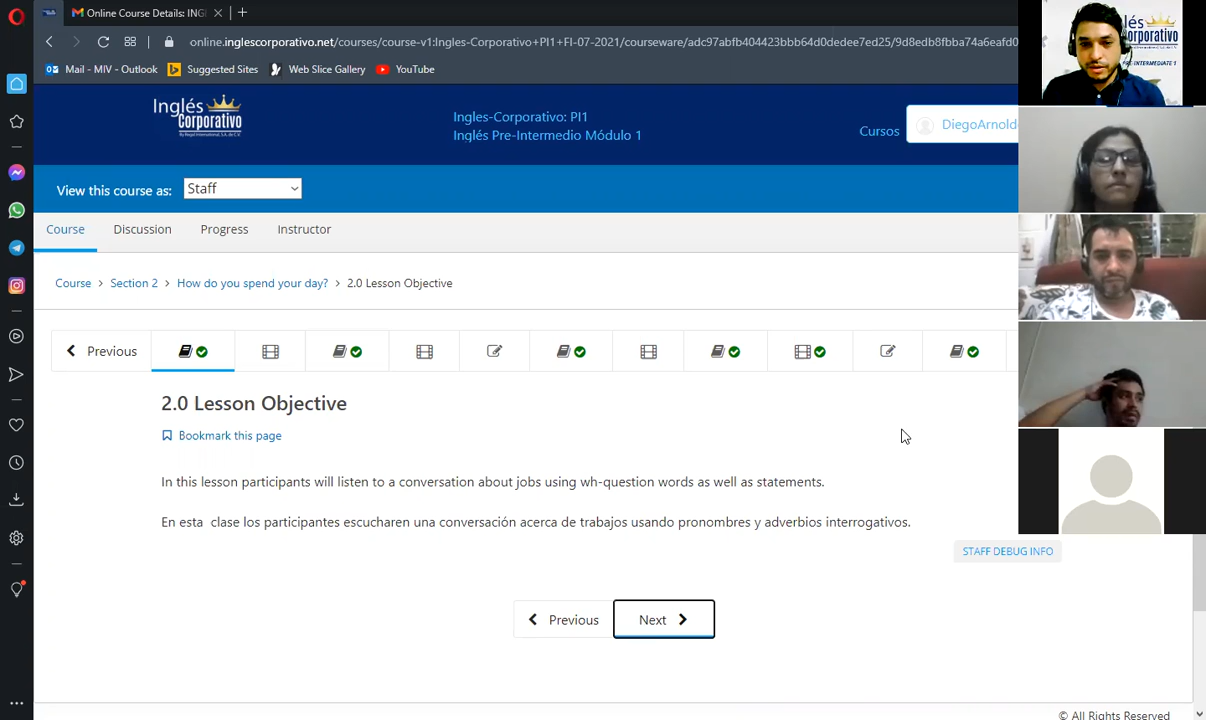 Online Course Details: ING
online.inglescorporativo.net/courses/course-v1:Ingles-Corporativo+PI1+FI-07-2021/courseware/adc97abfb404423bbb64d0dedee7ed25/9d8edb8fbba74a6eafd0
Mail - MIV - Outlook
Suggested Sites
Web Slice Gallery
YouTube
Inglés
Corporativo
Ingles-Corporativo: PI1
Inglés Pre-Intermedio Módulo 1
Cursos
DiegoArnold
View this course as:
Staff
Course
Discussion
Progress
Instructor
Course > Section 2 > How do you spend your day? > 2.0 Lesson Objective
Previous
2.0 Lesson Objective
Bookmark this page
In this lesson participants will listen to a conversation about jobs using wh-question words as well as statements.
En esta clase los participantes escucharen una conversación acerca de trabajos usando pronombres y adverbios interrogativos.
STAFF DEBUG INFO
Previous
Next
© All Rights Reserved
glés
Corporativo
PRE-INTERMEDIATE 1